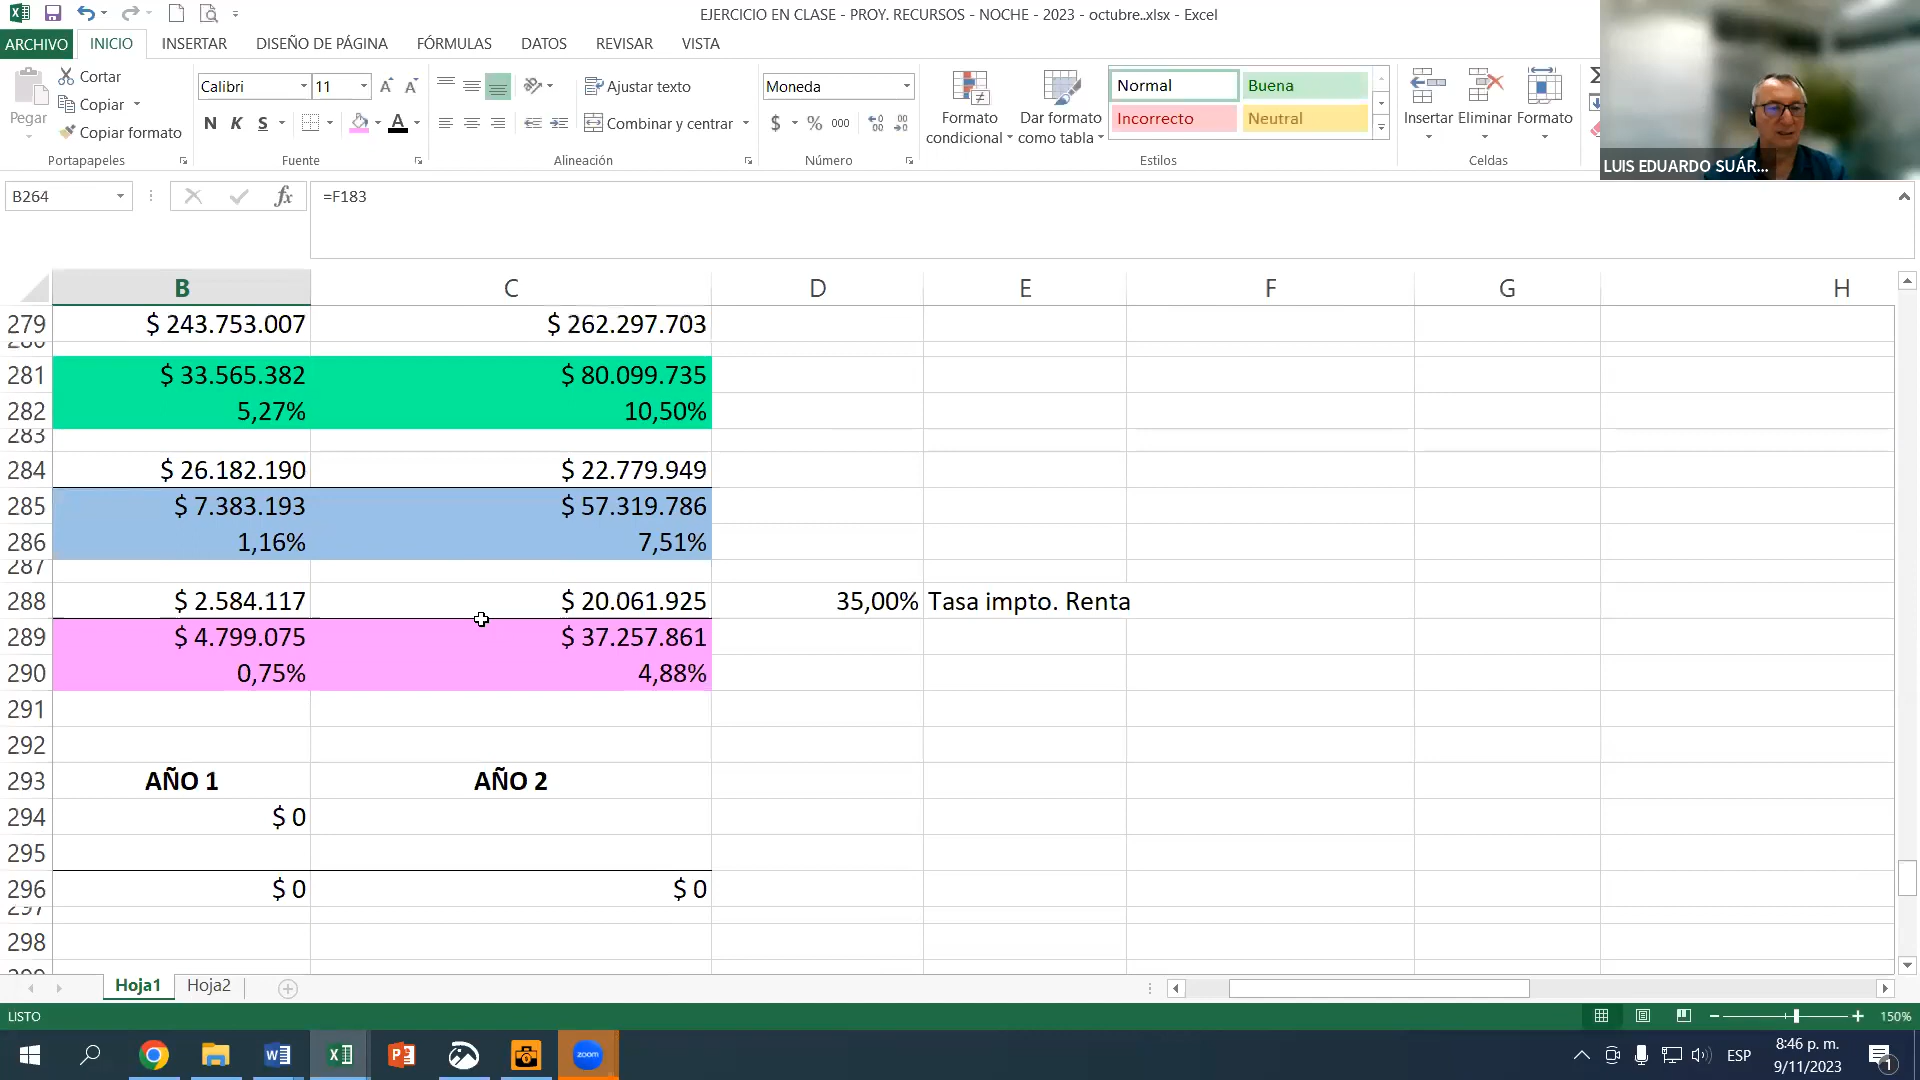 EJERCICIO EN CLASE - PROY. RECURSOS - NOCHE - 2023 - octubre..xlsx - Excel
ARCHIVO INICIO INSERTAR DISEÑO DE PÁGINA FÓRMULAS DATOS REVISAR VISTA
Cortar
Copiar
Copiar formato
Pegar
Portapapeles
Calibri 11
N K S
Fuente
Ajustar texto
Combinar y centrar
Alineación
Moneda
$ % 000
Número
Formato condicional
Dar formato como tabla
Normal Buena
Incorrecto Neutral
Estilos
Insertar Eliminar Formato
Celdas
LUIS EDUARDO SUÁR...
B264 fx =F183
B C D E F G H
279 $ 243.753.007 $ 262.297.703
280
281 $ 33.565.382 $ 80.099.735
282 5,27% 10,50%
283
284 $ 26.182.190 $ 22.779.949
285 $ 7.383.193 $ 57.319.786
286 1,16% 7,51%
287
288 $ 2.584.117 $ 20.061.925 35,00% Tasa impto. Renta
289 $ 4.799.075 $ 37.257.861
290 0,75% 4,88%
291
292
293 AÑO 1 AÑO 2
294 $ 0
295
296 $ 0 $ 0
297
298
Hoja1 Hoja2
LISTO 150%
zoom
ESP
8:46 p. m.
9/11/2023
1